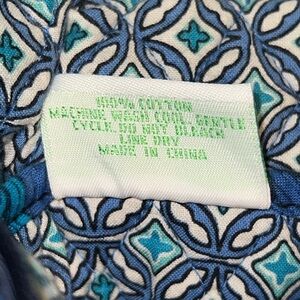 100% COTTON
MACHINE WASH COOL, GENTLE
CYCLE. DO NOT BLEACH
LINE DRY
MADE IN CHINA